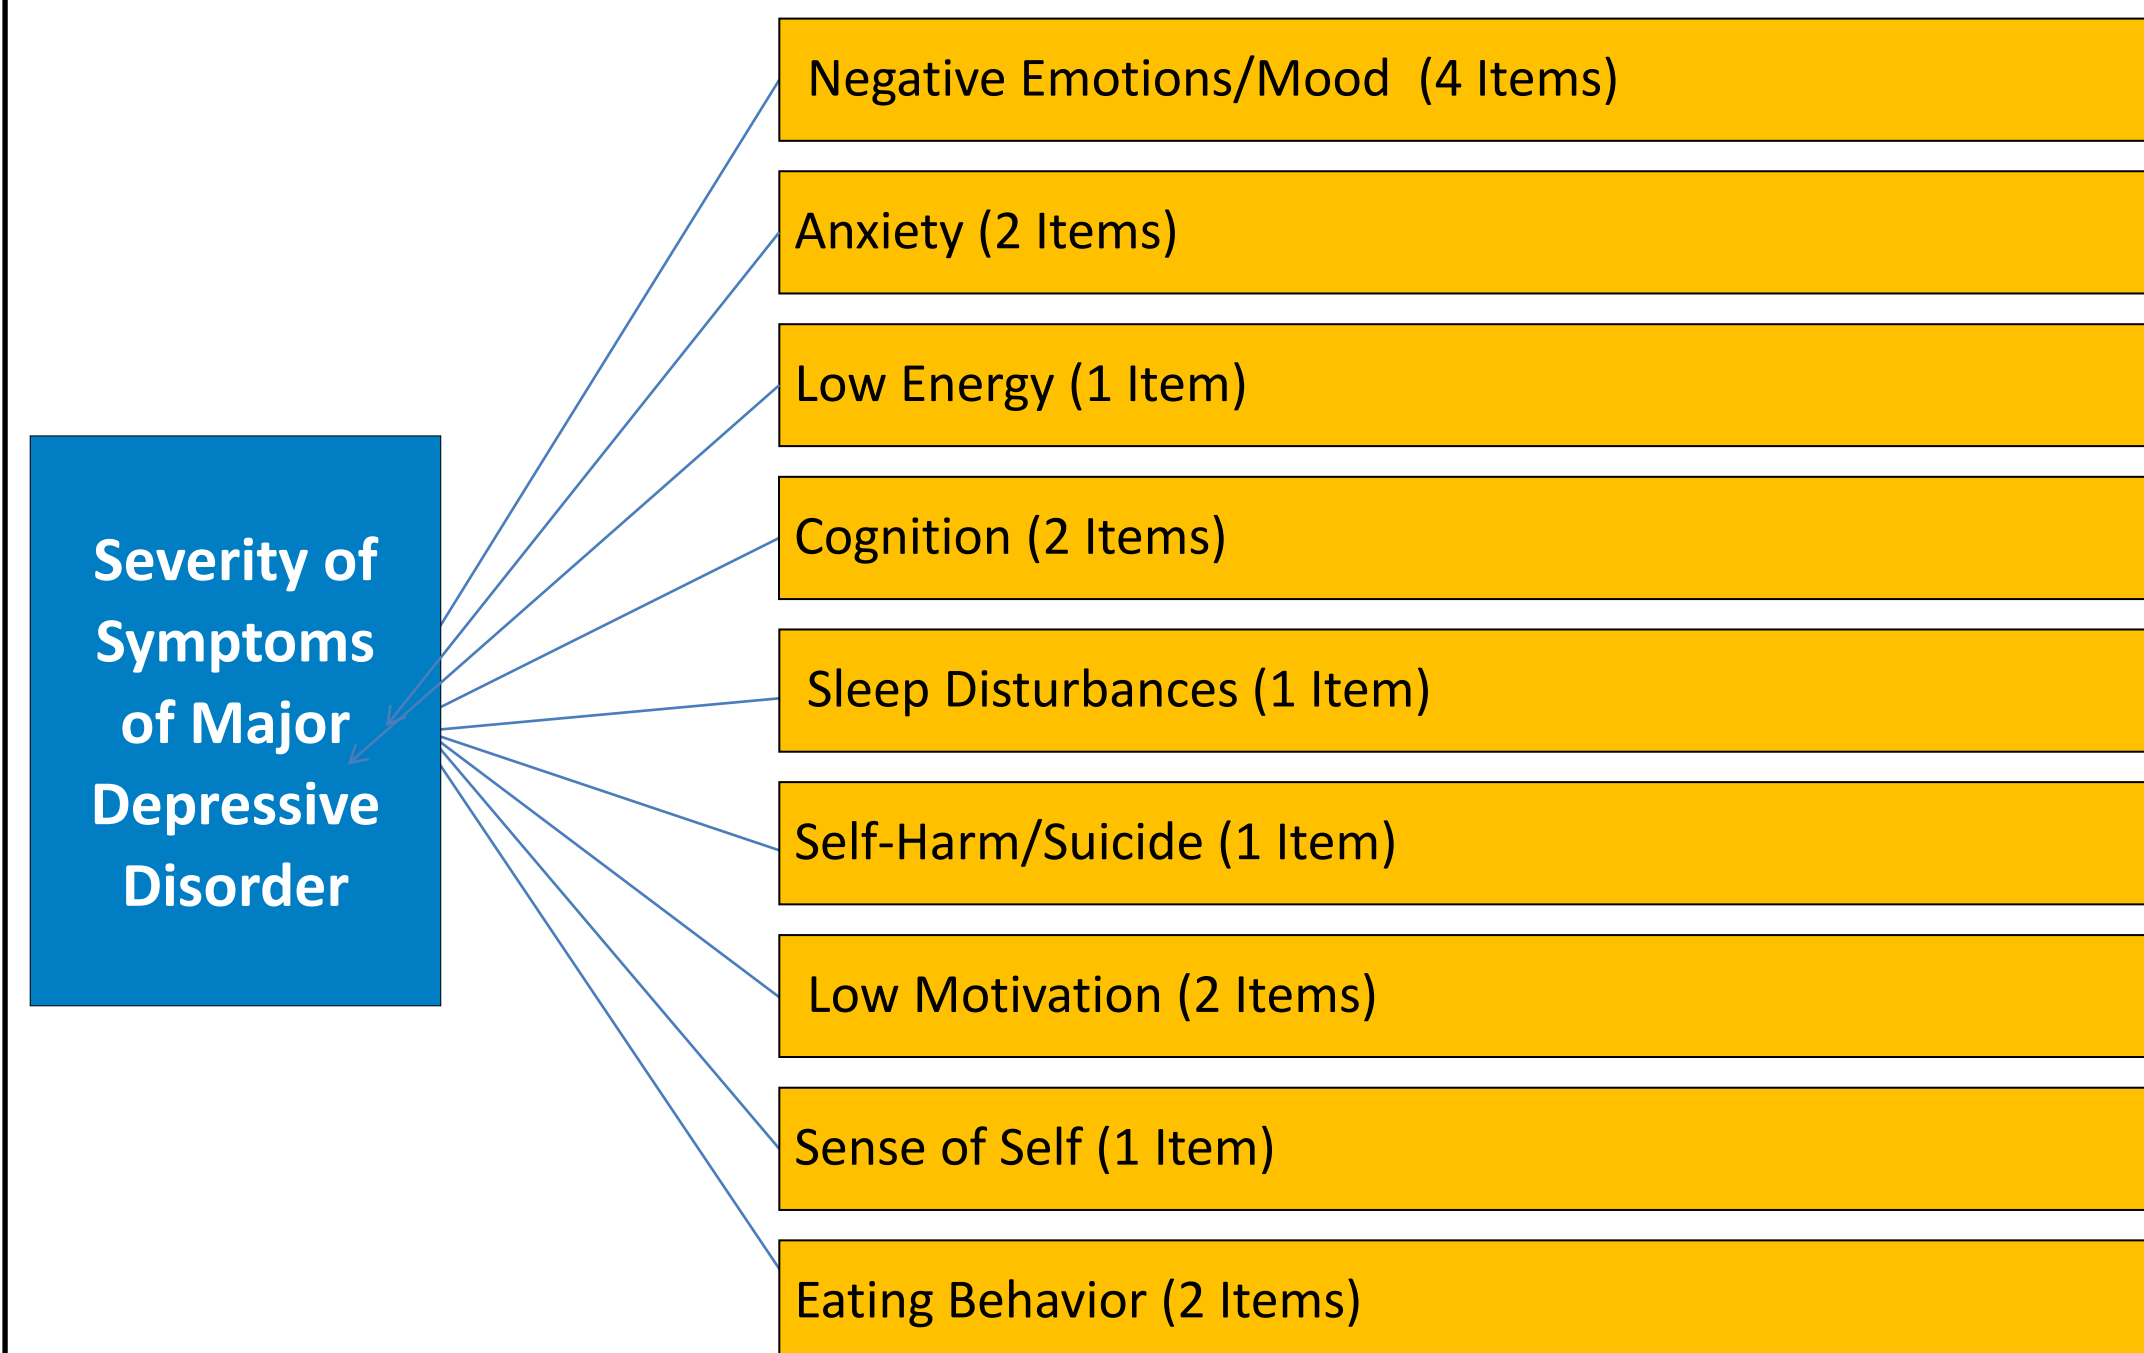 Negative Emotions/Mood  (4 Items)
Anxiety (2 Items)
Low Energy (1 Item)
Cognition (2 Items)
Sleep Disturbances (1 Item)
Self-Harm/Suicide (1 Item)
Low Motivation (2 Items)
Sense of Self (1 Item)
Eating Behavior (2 Items)
Severity of
Symptoms
of Major
Depressive
Disorder